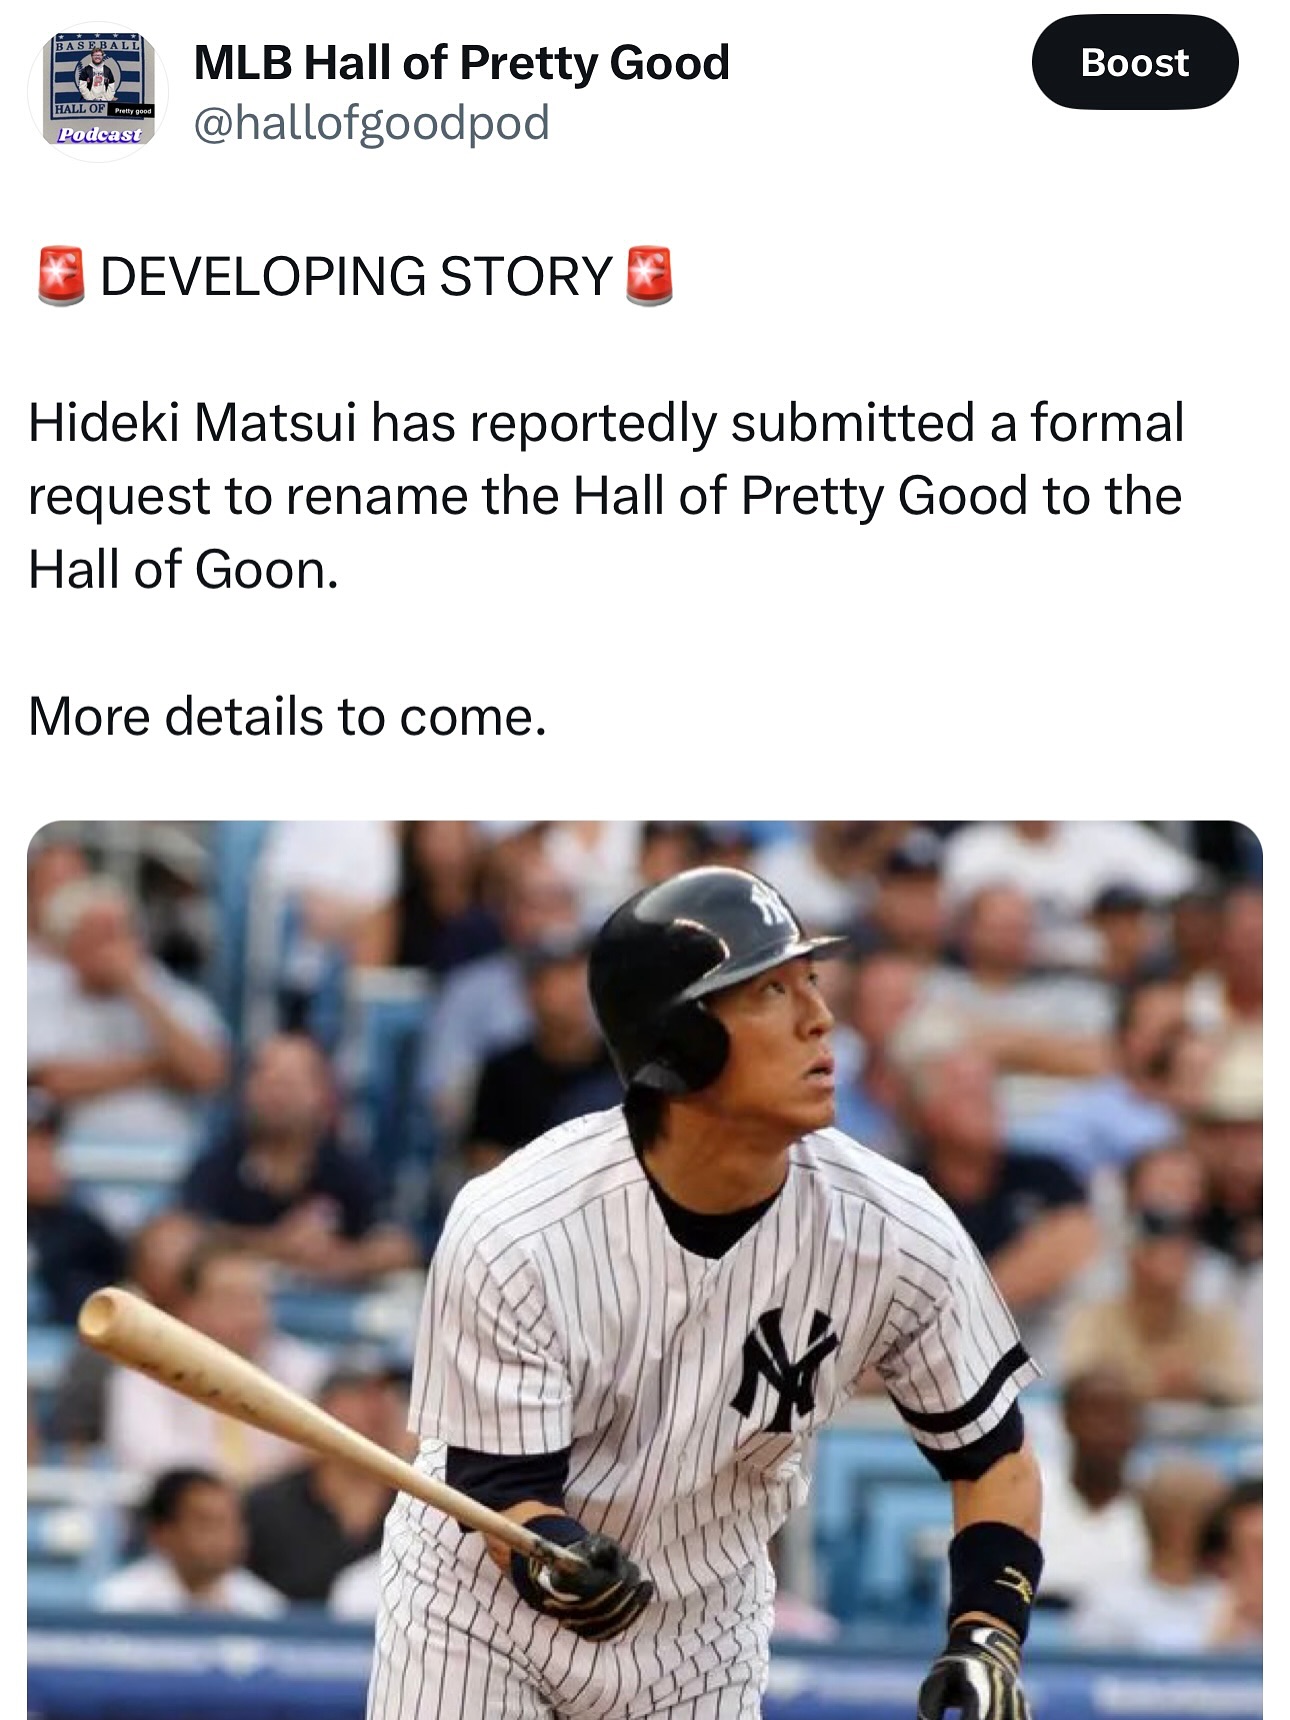 BASEBALL
HALL OF Pretty good
Podcast
MLB Hall of Pretty Good
@hallofgoodpod
Boost
🚨 DEVELOPING STORY 🚨
Hideki Matsui has reportedly submitted a formal
request to rename the Hall of Pretty Good to the
Hall of Goon.
More details to come.
NY
NY